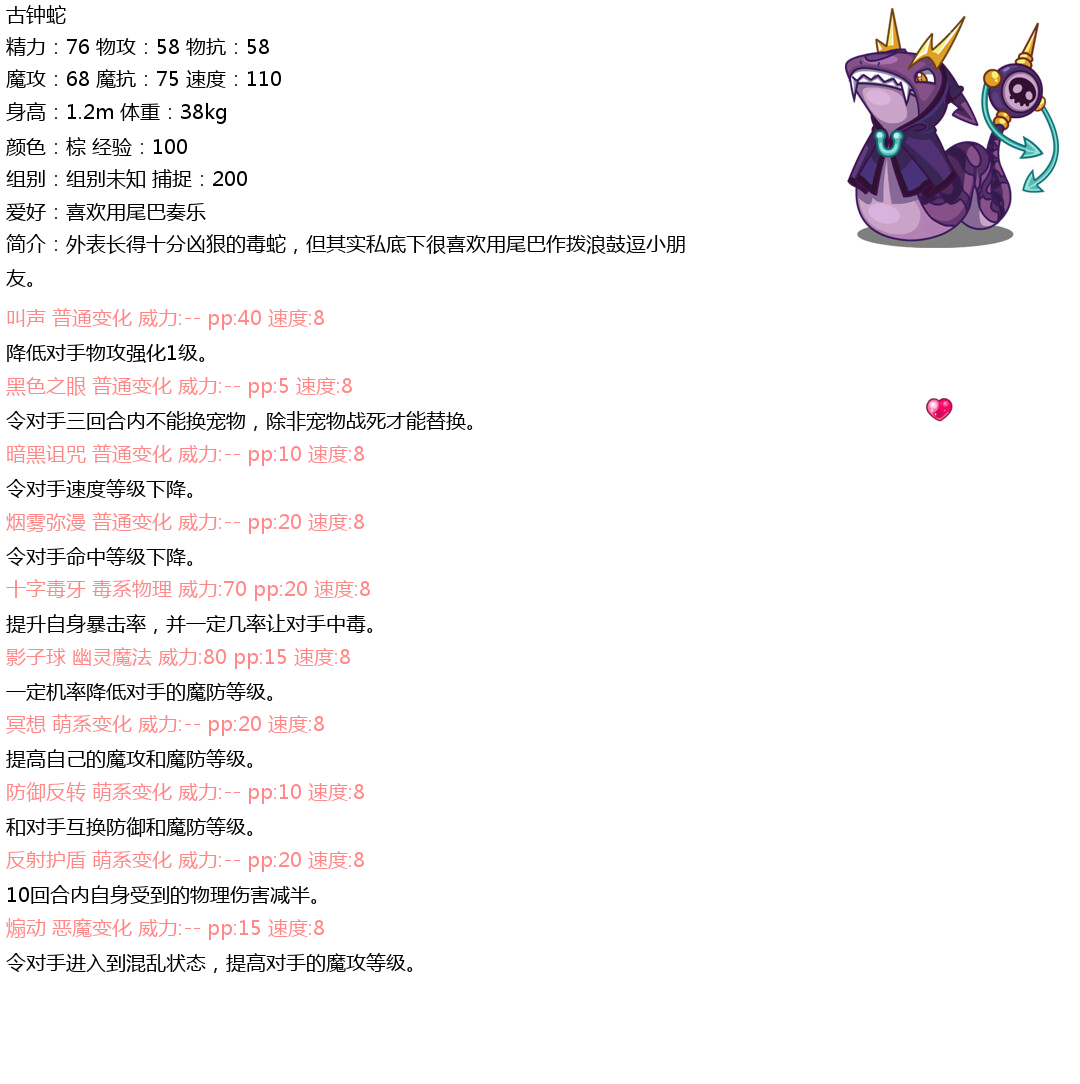 古钟蛇
精力：76 物攻：58 物抗：58
魔攻：68 魔抗：75 速度：110
身高：1.2m 体重：38kg
颜色：棕 经验：100
组别：组别未知 捕捉：200
爱好：喜欢用尾巴奏乐
简介：外表长得十分凶狠的毒蛇，但其实私底下很喜欢用尾巴作拨浪鼓逗小朋
友。
叫声 普通变化 威力:-- pp:40 速度:8
降低对手物攻强化1级。
黑色之眼 普通变化 威力:-- pp:5 速度:8
令对手三回合内不能换宠物，除非宠物战死才能替换。
暗黑诅咒 普通变化 威力:-- pp:10 速度:8
令对手速度等级下降。
烟雾弥漫 普通变化 威力:-- pp:20 速度:8
令对手命中等级下降。
十字毒牙 毒系物理 威力:70 pp:20 速度:8
提升自身暴击率，并一定几率让对手中毒。
影子球 幽灵魔法 威力:80 pp:15 速度:8
一定机率降低对手的魔防等级。
冥想 萌系变化 威力:-- pp:20 速度:8
提高自己的魔攻和魔防等级。
防御反转 萌系变化 威力:-- pp:10 速度:8
和对手互换防御和魔防等级。
反射护盾 萌系变化 威力:-- pp:20 速度:8
10回合内自身受到的物理伤害减半。
煽动 恶魔变化 威力:-- pp:15 速度:8
令对手进入到混乱状态，提高对手的魔攻等级。